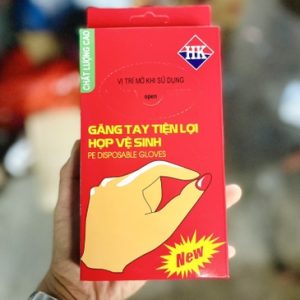 HK
CHẤT LƯỢNG CAO
VỊ TRÍ MỞ KHI SỬ DỤNG
open
GĂNG TAY TIỆN LỢI
HỢP VỆ SINH
PE DISPOSABLE GLOVES
New